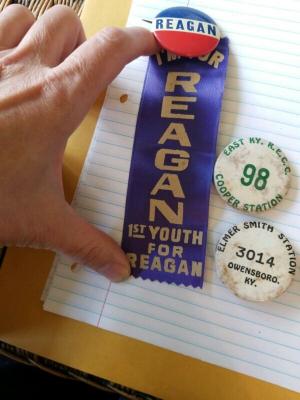 REAGAN
I'M FOR
REAGAN
1ST YOUTH
FOR
REAGAN
EAST KY. R.E.C.C.
98
COOPER STATION
ELMER SMITH STATION
3014
OWENSBORO,
KY.